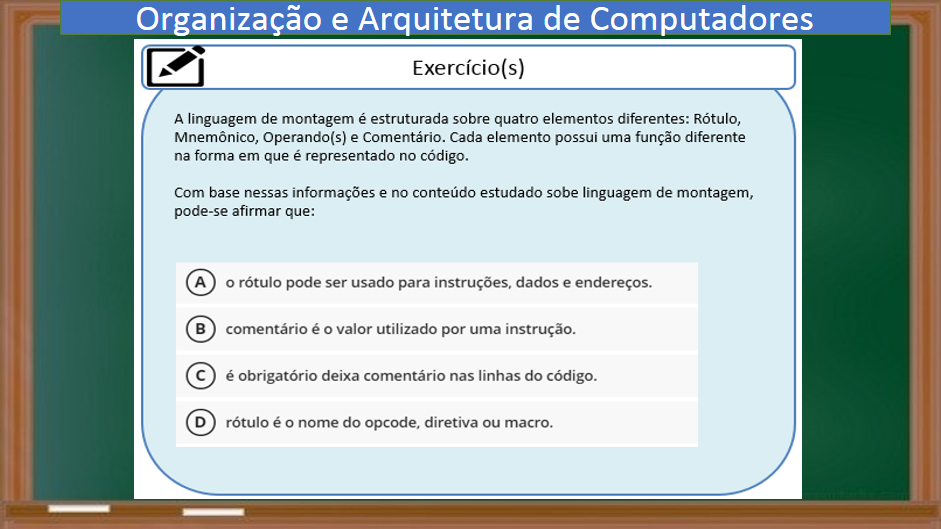 Organização e Arquitetura de Computadores
Exercício(s)
A linguagem de montagem é estruturada sobre quatro elementos diferentes: Rótulo,
Mnemônico, Operando(s) e Comentário. Cada elemento possui uma função diferente
na forma em que é representado no código.
Com base nessas informações e no conteúdo estudado sobe linguagem de montagem,
pode-se afirmar que:
A o rótulo pode ser usado para instruções, dados e endereços.
B comentário é o valor utilizado por uma instrução.
C é obrigatório deixa comentário nas linhas do código.
D rótulo é o nome do opcode, diretiva ou macro.